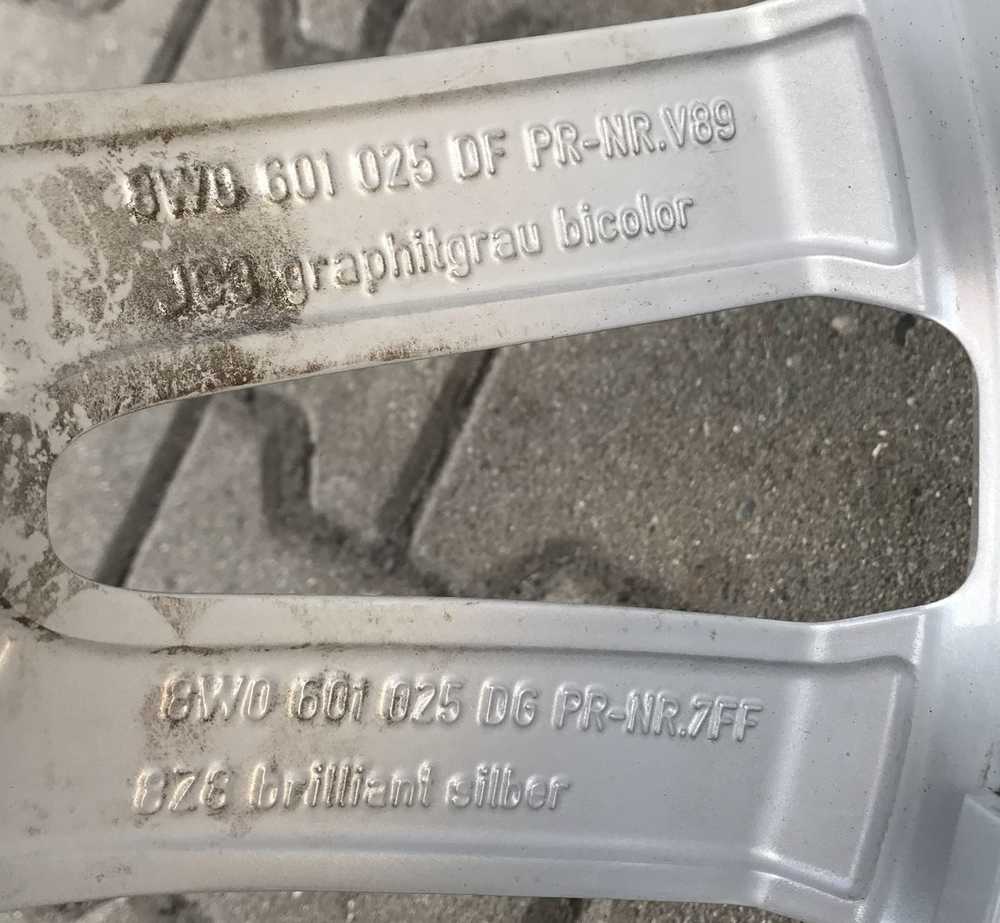 8W0 601 025 DF PR-NR.V89
JC9 graphitgrau bicolor
8W0 601 025 DG PR-NR.7FF
8Z8 brilliant silber